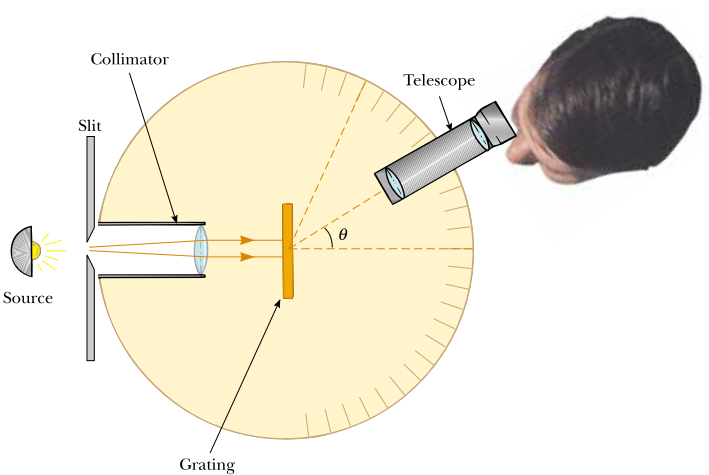 Collimator
Telescope
Slit
θ
Source
Grating